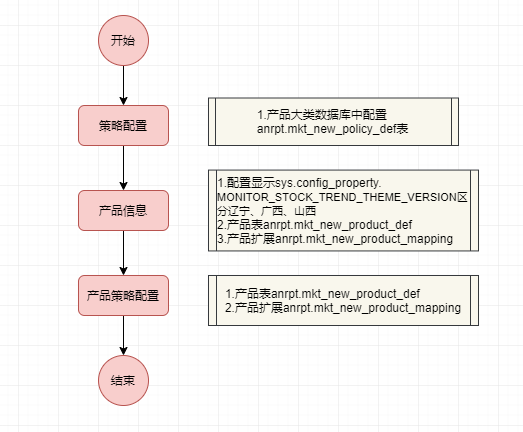 开始
策略配置
1.产品大类数据库中配置
anrpt.mkt_new_policy_def表
产品信息
1.配置显示sys.config_property.
MONITOR_STOCK_TREND_THEME_VERSION区
分辽宁、广西、山西
2.产品表anrpt.mkt_new_product_def
3.产品扩展anrpt.mkt_new_product_mapping
产品策略配置
1.产品表anrpt.mkt_new_product_def
2.产品扩展anrpt.mkt_new_product_mapping
结束